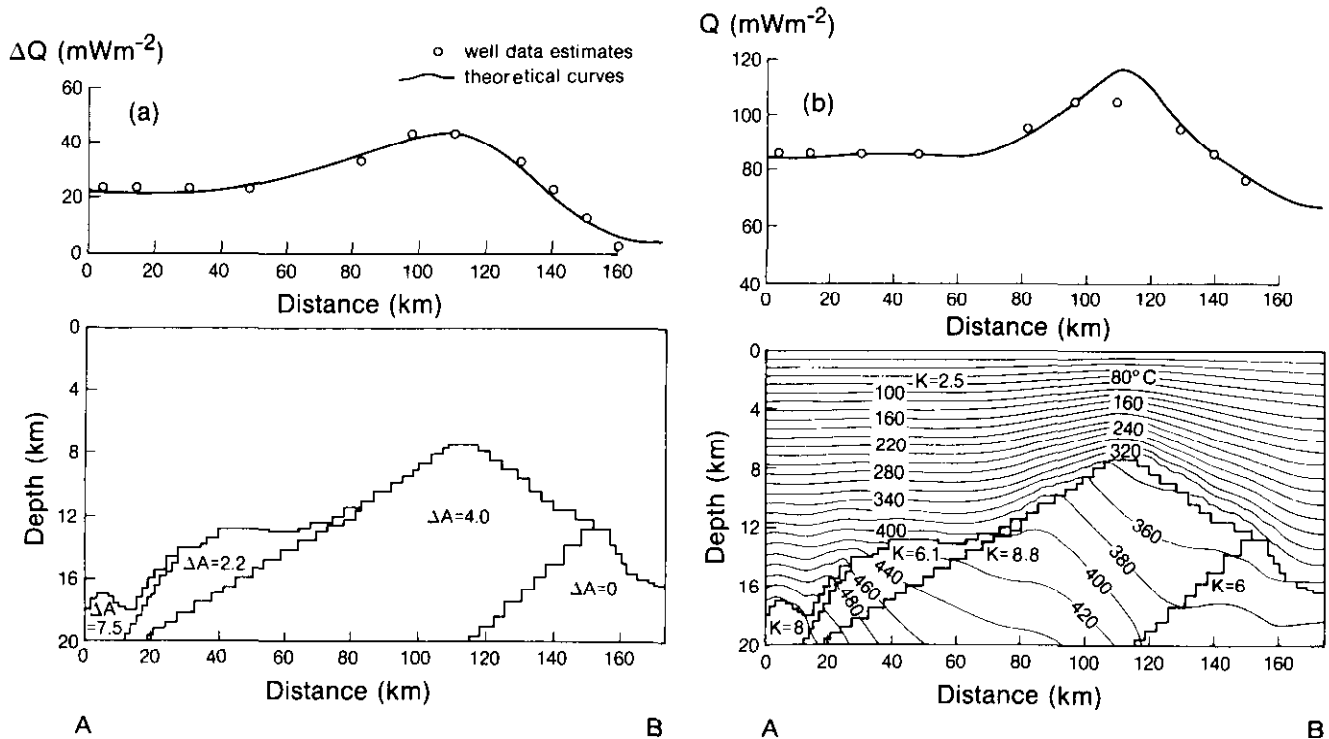 ΔQ (mWm⁻²)
○ well data estimates
theoretical curves
(a)
60
40
20
0
0 20 40 60 80 100 120 140 160
Distance (km)
Q (mWm⁻²)
(b)
120
100
80
60
40
0 20 40 60 80 100 120 140 160
Distance (km)
0
4
8
12
16
20
Depth (km)
ΔA=4.0
ΔA=2.2
ΔA=0
ΔA
=7.5
0 20 40 60 80 100 120 140 160
Distance (km)
A B
0
4
8
12
16
20
Depth (km)
K=2.5
80°C
100
160
160
240
220
320
280
340
400
360
K=6.1
K=8.8
440
380
460
400
K=6
480
420
K=8
0 20 40 60 80 100 120 140 160
Distance (km)
A B